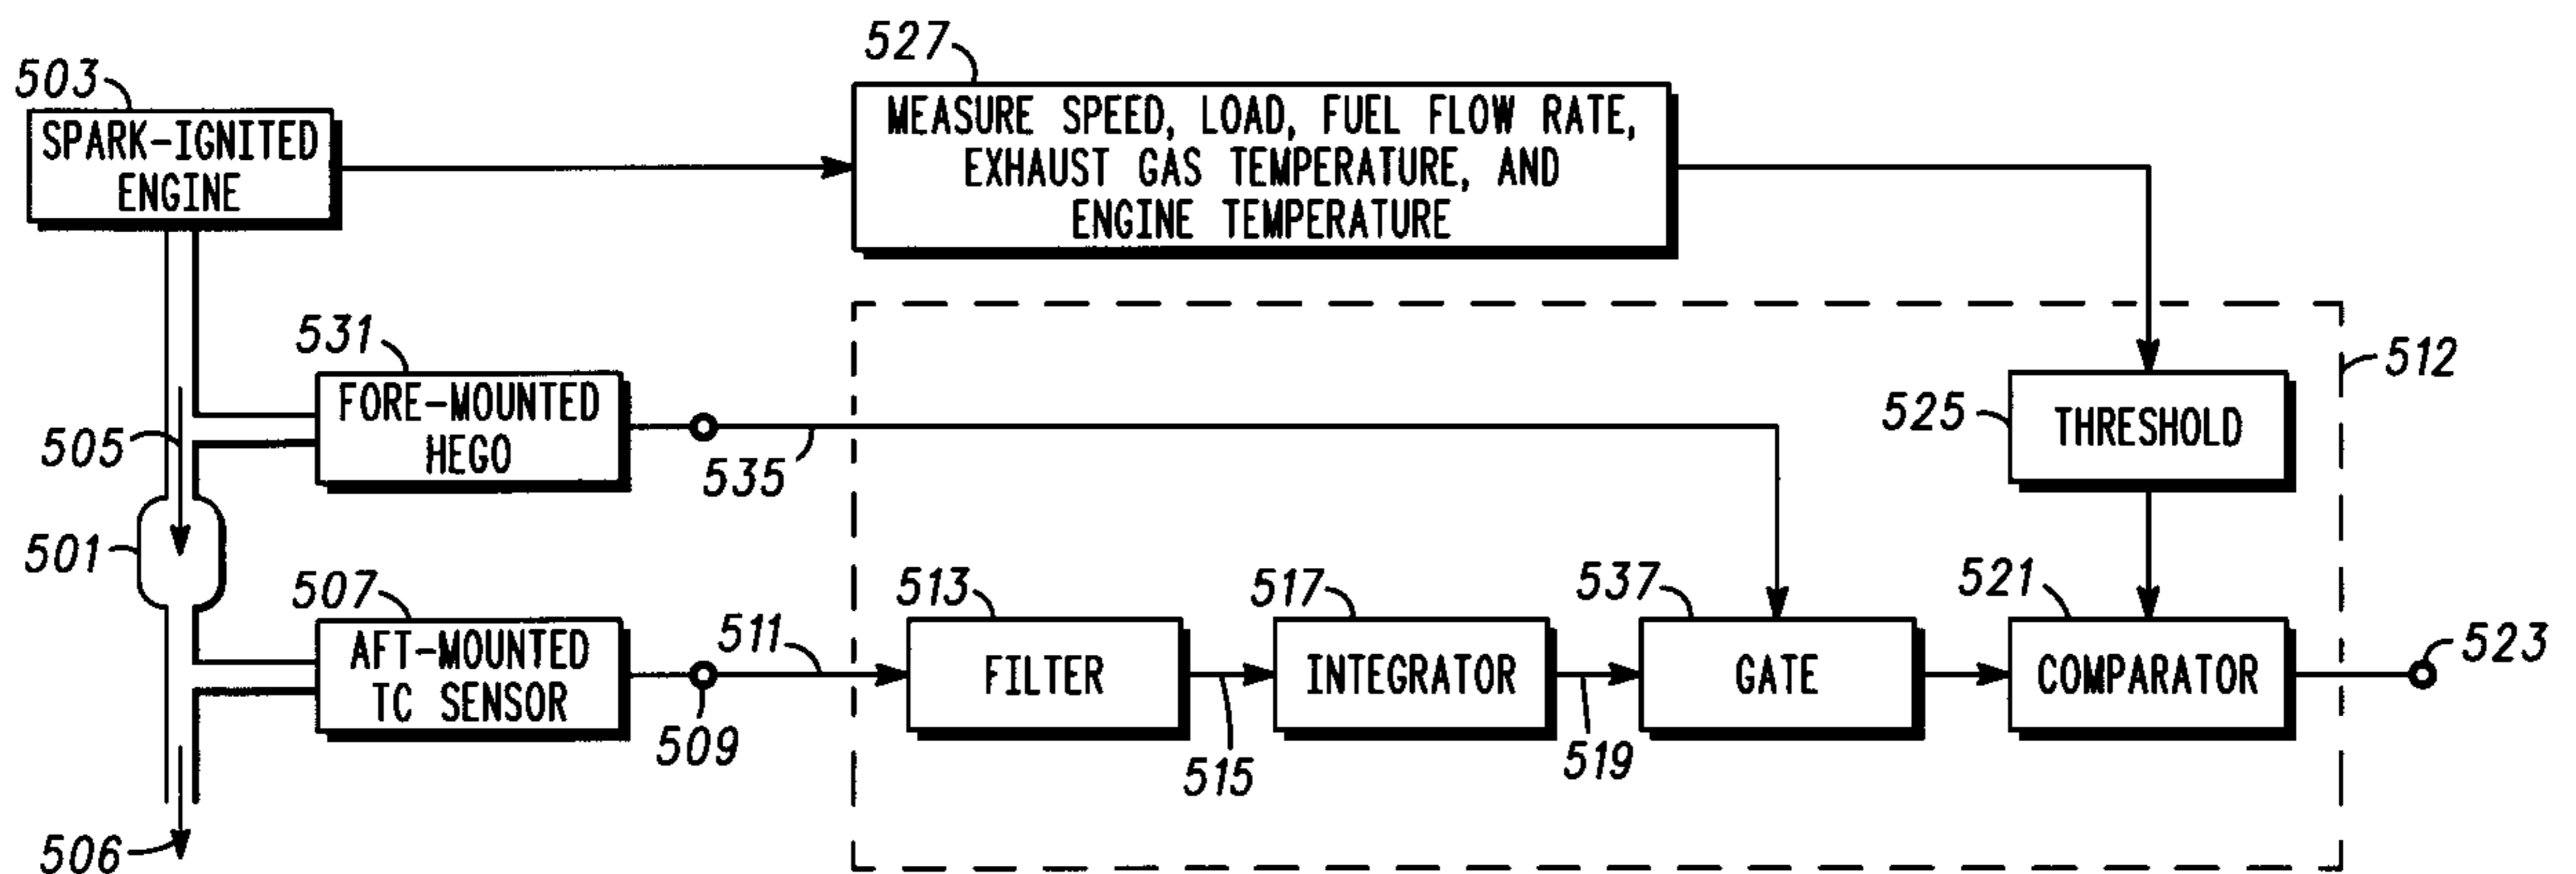 527
503
MEASURE SPEED, LOAD, FUEL FLOW RATE,
EXHAUST GAS TEMPERATURE, AND
ENGINE TEMPERATURE
SPARK-IGNITED
ENGINE
531
512
FORE-MOUNTED
HEGO
525
THRESHOLD
505
535
501
507
513
517
537
521
511
523
AFT-MOUNTED
TC SENSOR
FILTER
INTEGRATOR
GATE
COMPARATOR
509
515
519
506